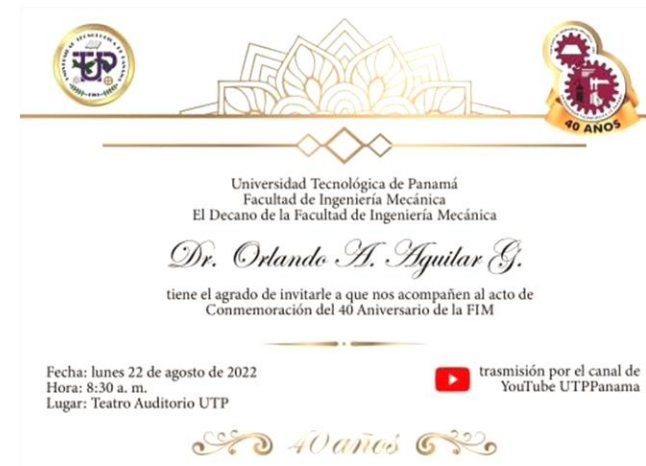 40 AÑOS
Universidad Tecnológica de Panamá
Facultad de Ingeniería Mecánica
El Decano de la Facultad de Ingeniería Mecánica
Dr. Orlando A. Aguilar G.
tiene el agrado de invitarle a que nos acompañen al acto de
Conmemoración del 40 Aniversario de la FIM
Fecha: lunes 22 de agosto de 2022
Hora: 8:30 a. m.
Lugar: Teatro Auditorio UTP
trasmisión por el canal de
YouTube UTPPanama
40 años